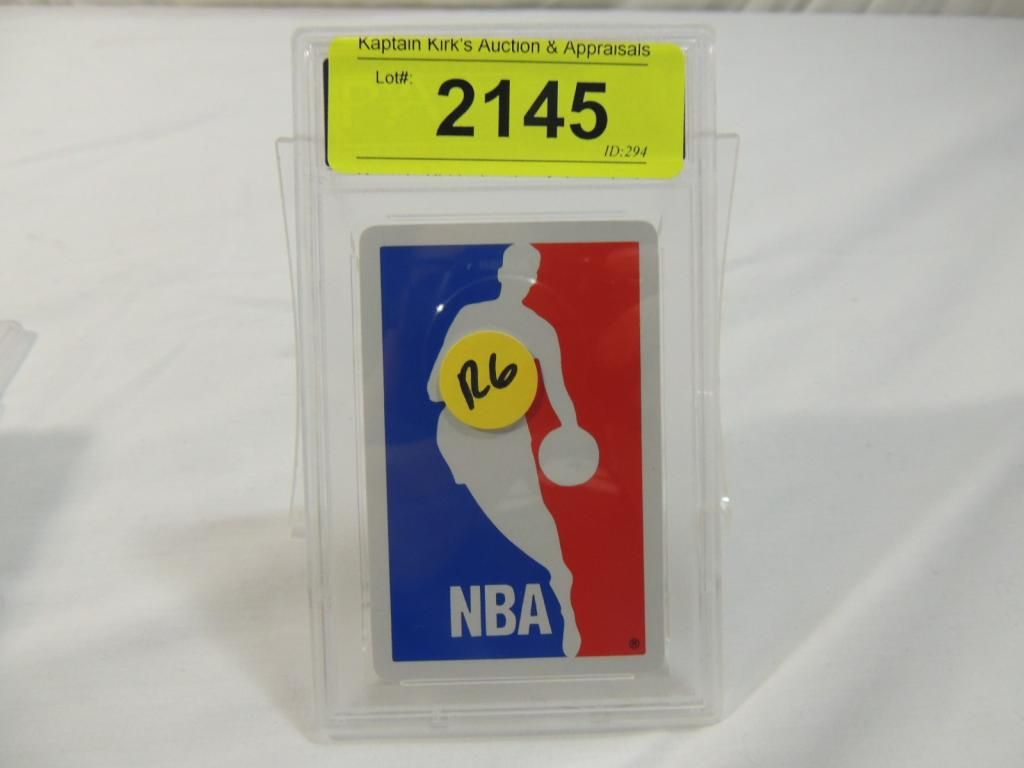 Kaptain Kirk's Auction & Appraisals
Lot#: 2145
ID:294
R6
NBA
®